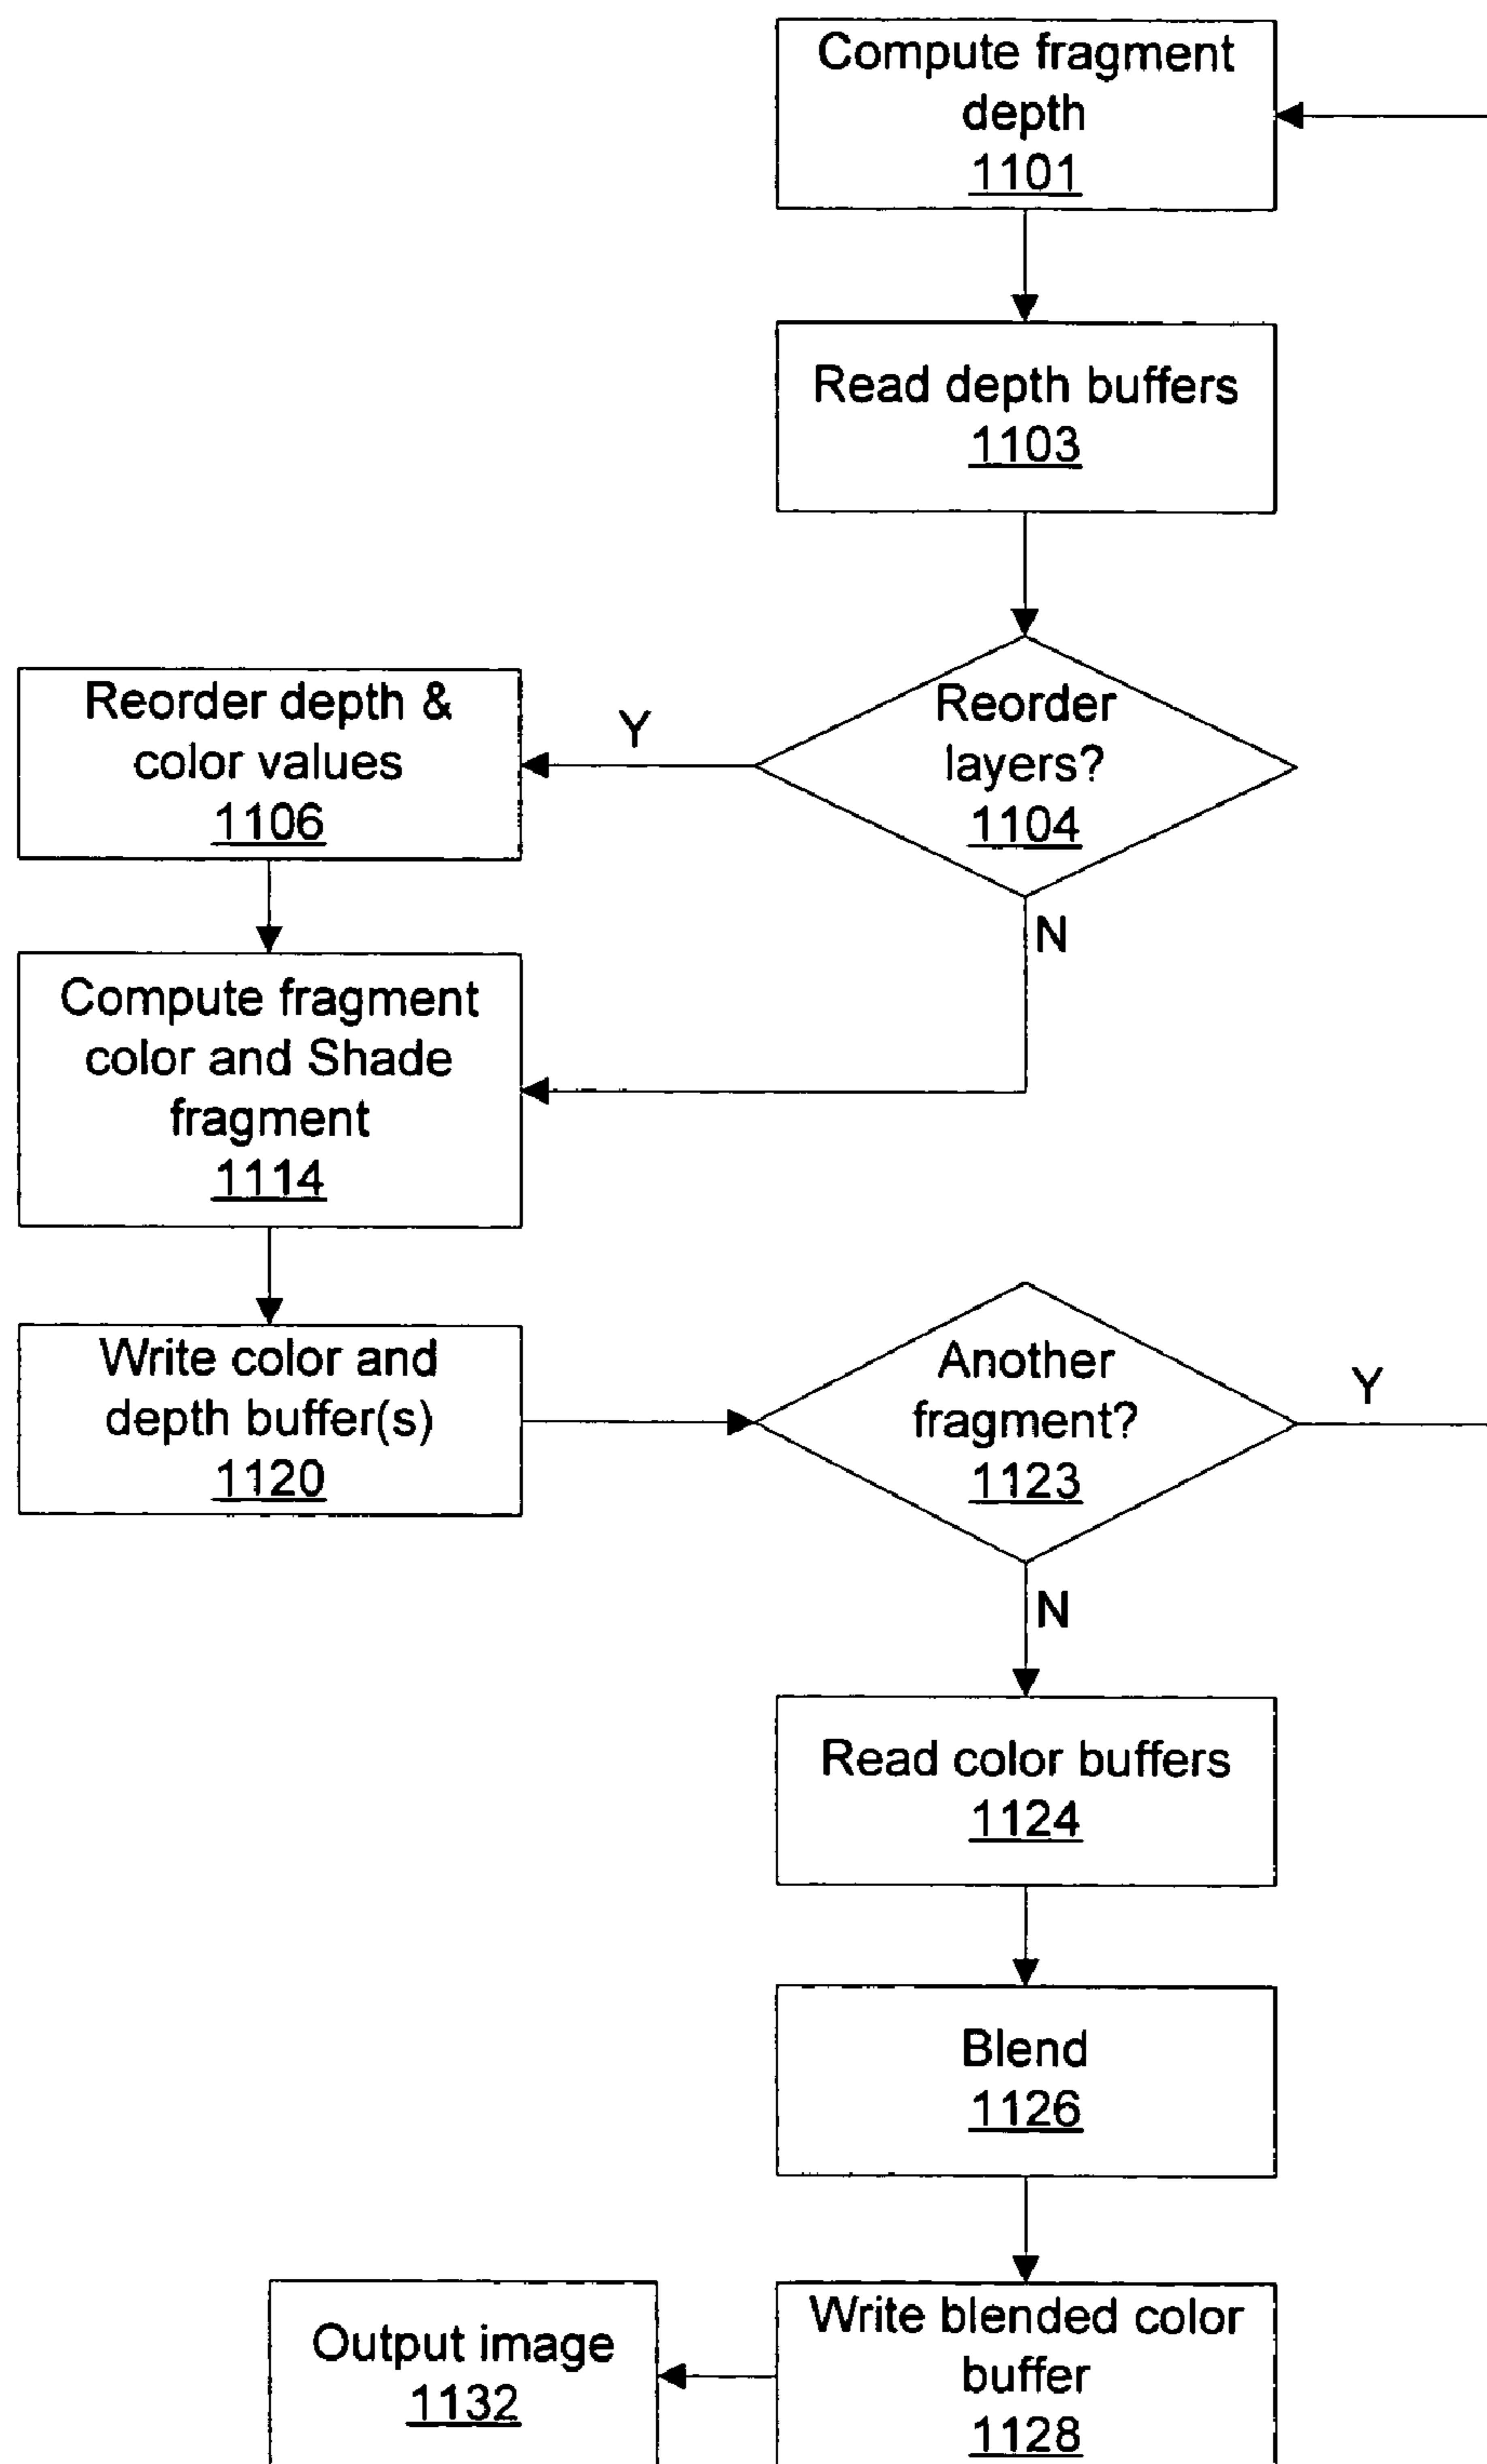 Compute fragment
depth
1101
Read depth buffers
1103
Reorder
layers?
1104
Y
N
Reorder depth &
color values
1106
Compute fragment
color and Shade
fragment
1114
Write color and
depth buffer(s)
1120
Another
fragment?
1123
Y
N
Read color buffers
1124
Blend
1126
Write blended color
buffer
1128
Output image
1132